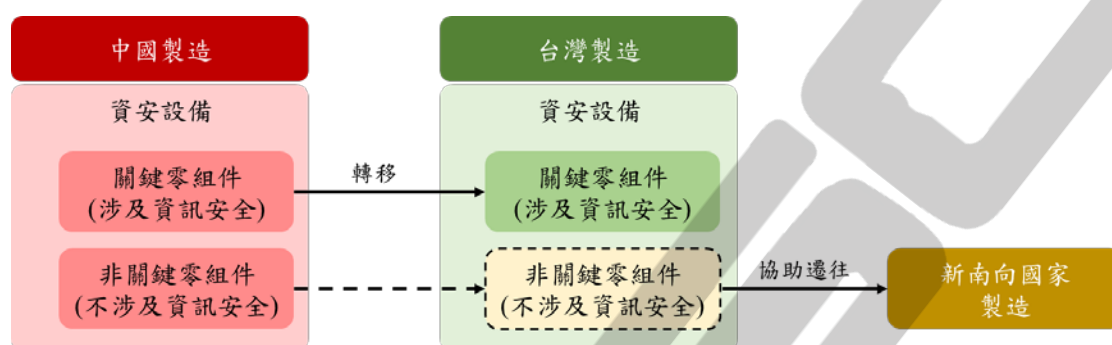 中國製造
台灣製造
資安設備
資安設備
關鍵零組件
(涉及資訊安全)
轉移
關鍵零組件
(涉及資訊安全)
非關鍵零組件
(不涉及資訊安全)
非關鍵零組件
(不涉及資訊安全)
協助遷往
新南向國家
製造